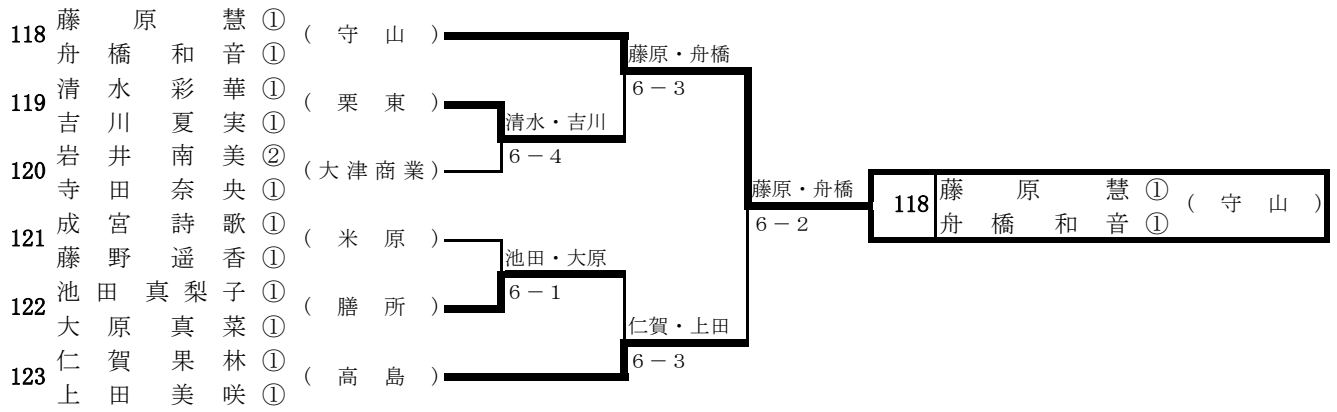 118 藤原慧① (守山)
舟橋和音①
119 清水彩華① (栗東)
吉川夏実①
120 岩井南美② (大津商業)
寺田奈央①
121 成宮詩歌① (米原)
藤野遥香①
122 池田真梨子① (膳所)
大原真菜①
123 仁賀果林① (高島)
上田美咲①
清水・吉川
6－4
池田・大原
6－1
藤原・舟橋
6－3
仁賀・上田
6－3
藤原・舟橋
6－2
118 藤原慧① (守山)
舟橋和音①